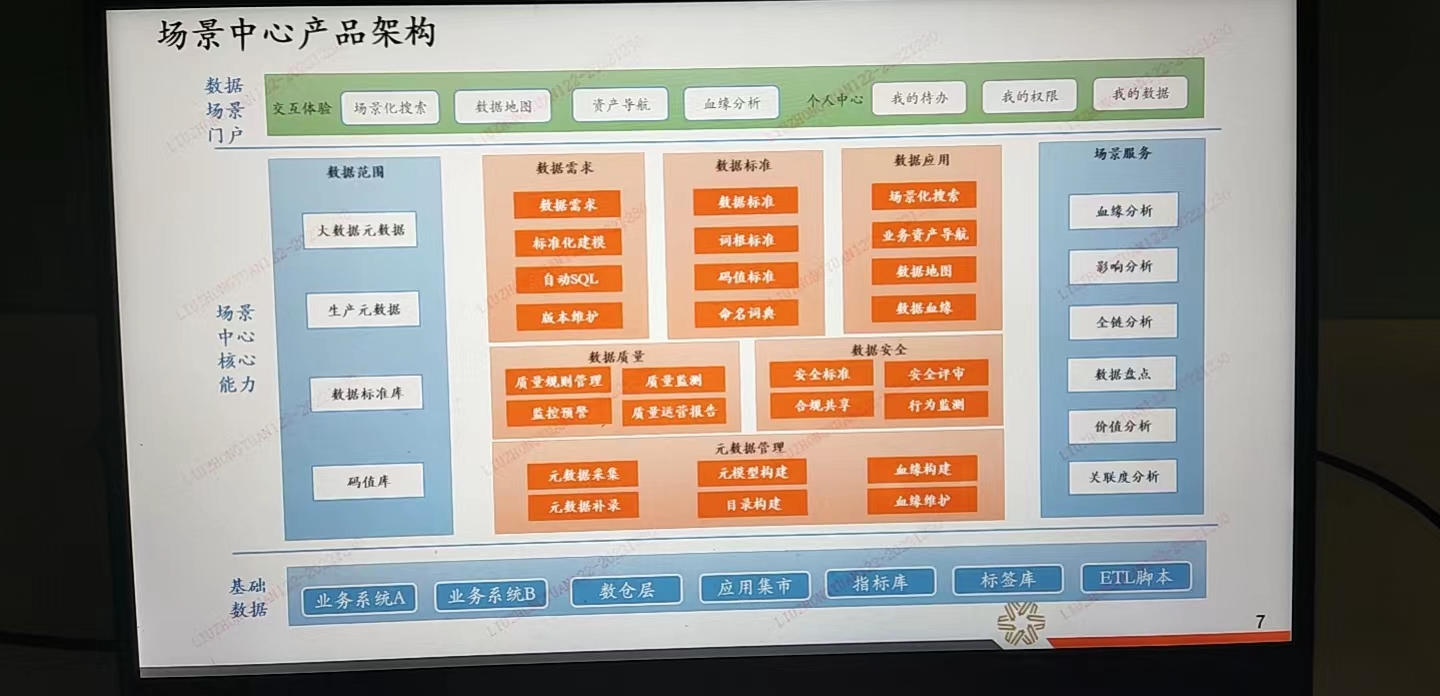 场景中心产品架构
数据
场景
门户
交互体验 场景化搜索 数据地图 资产导航 血缘分析 个人中心 我的待办 我的权限 我的数据
场景
中心
核心
能力
数据范围
大数据元数据
生产元数据
数据标准库
码值库
数据需求
数据需求
标准化建模
自动SQL
版本维护
数据标准
数据标准
词根标准
码值标准
命名词典
数据应用
场景化搜索
业务资产导航
数据地图
数据血缘
数据质量
质量规则管理 质量监测
监控预警 质量运营报告
数据安全
安全标准 安全评审
合规共享 行为监测
元数据管理
元数据采集 元模型构建 血缘构建
元数据补录 目录构建 血缘维护
场景服务
血缘分析
影响分析
全链分析
数据盘点
价值分析
关联度分析
基础
数据
业务系统A 业务系统B 数仓层 应用集市 指标库 标签库 ETL脚本
7